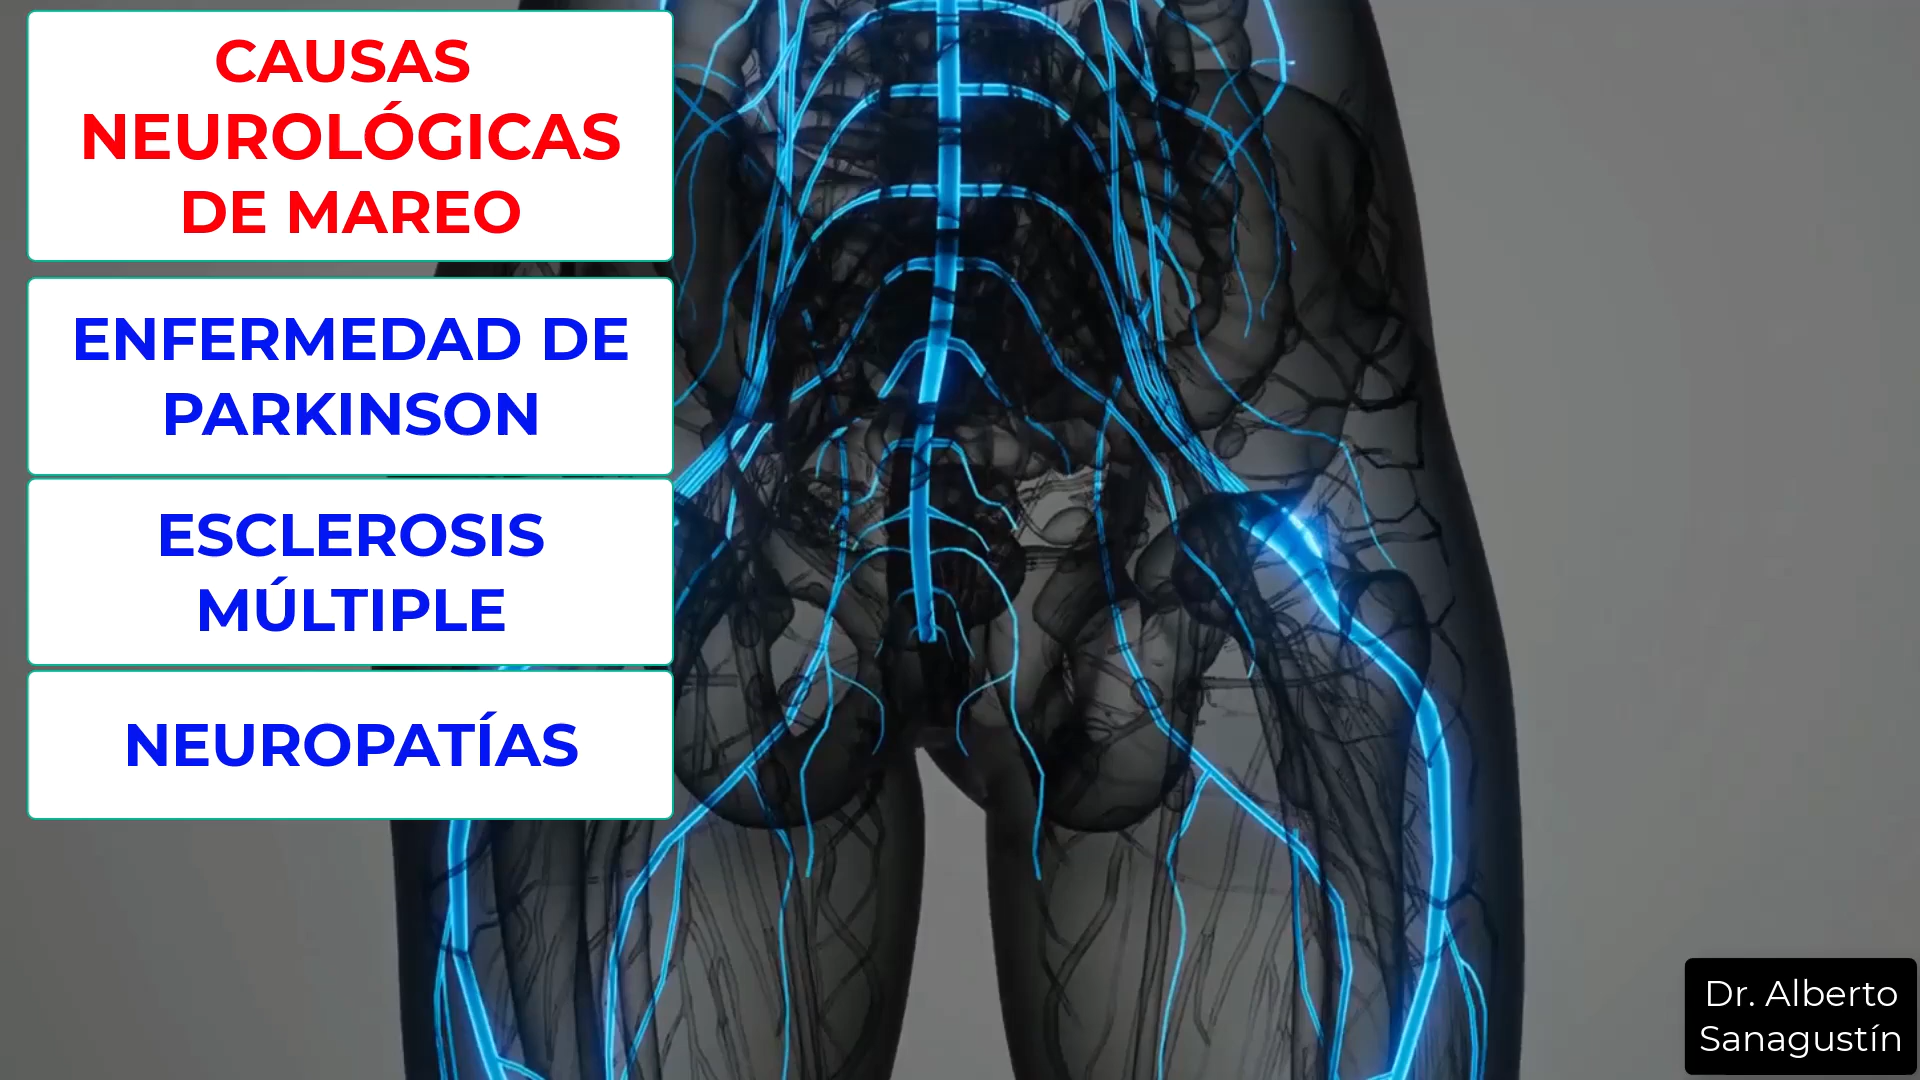 CAUSAS
NEUROLÓGICAS
DE MAREO
ENFERMEDAD DE
PARKINSON
ESCLEROSIS
MÚLTIPLE
NEUROPATÍAS
Dr. Alberto
Sanagustín